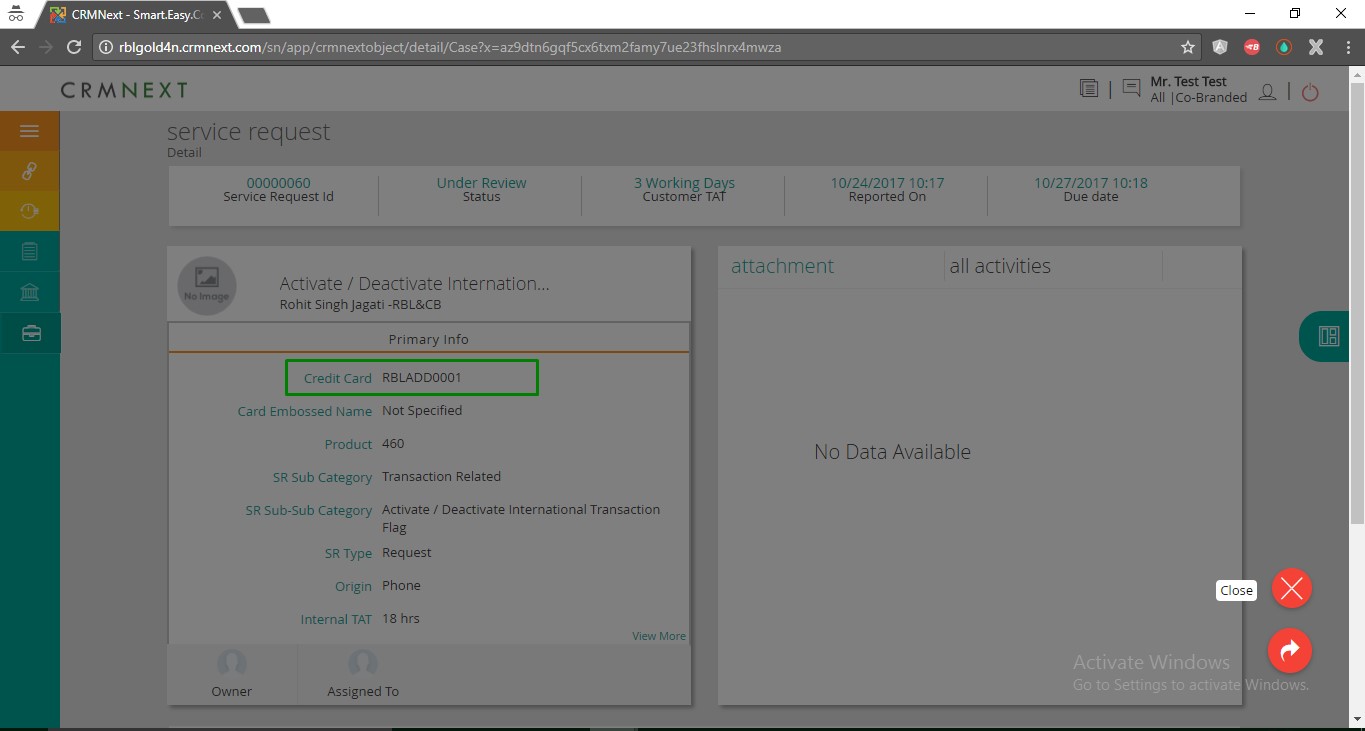 CRMNext - Smart.Easy.Co
rblgold4n.crmnext.com/sn/app/crmnextobject/detail/Case?x=az9dtn6gqf5cx6txm2famy7ue23fhslnrx4mwza
CRMNEXT
Mr. Test Test
All |Co-Branded
service request
Detail
00000060 Under Review 3 Working Days 10/24/2017 10:17 10/27/2017 10:18
Service Request Id Status Customer TAT Reported On Due date
No Image
Activate / Deactivate Internation...
Rohit Singh Jagati -RBL&CB
Primary Info
Credit Card RBLADD0001
Card Embossed Name Not Specified
Product 460
SR Sub Category Transaction Related
SR Sub-Sub Category Activate / Deactivate International Transaction
Flag
SR Type Request
Origin Phone
Internal TAT 18 hrs
View More
Owner Assigned To
attachment all activities
No Data Available
Close
Activate Windows
Go to Settings to activate Windows.